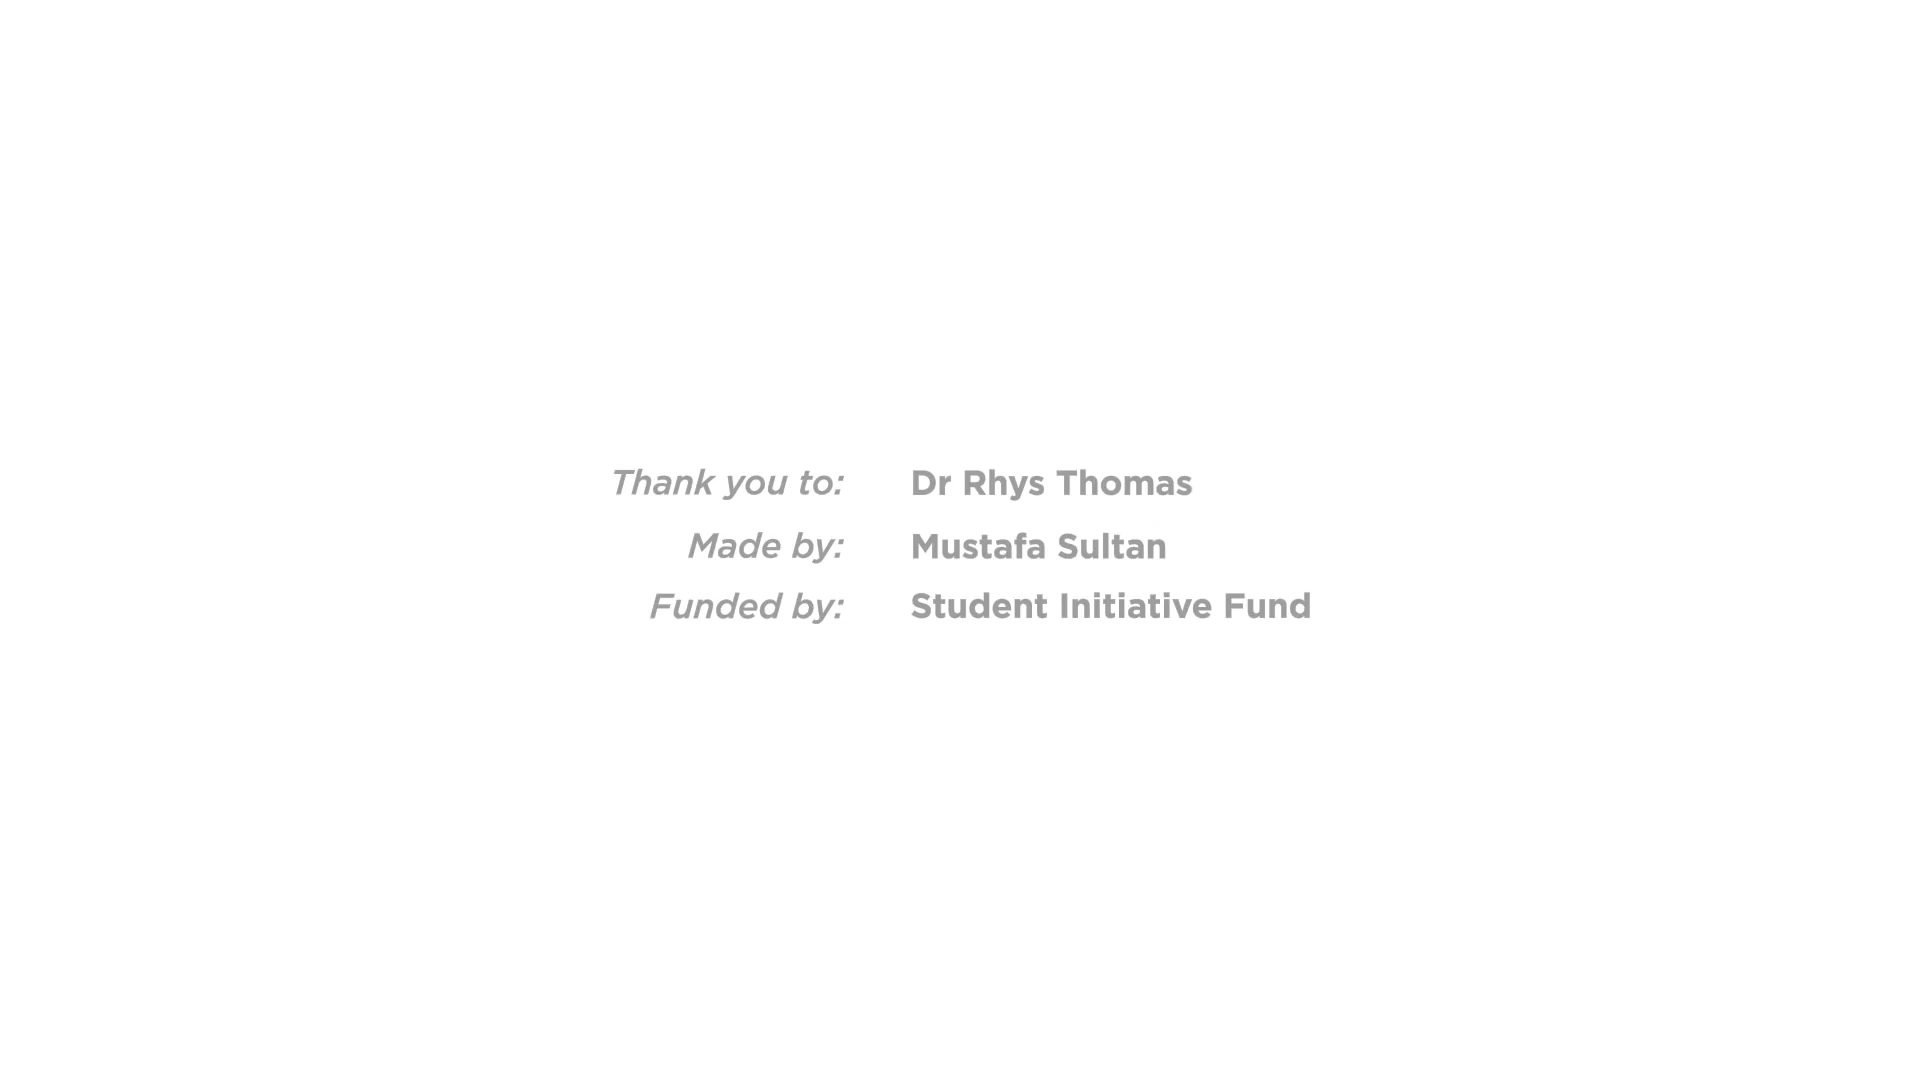 Thank you to: Dr Rhys Thomas
Made by: Mustafa Sultan
Funded by: Student Initiative Fund